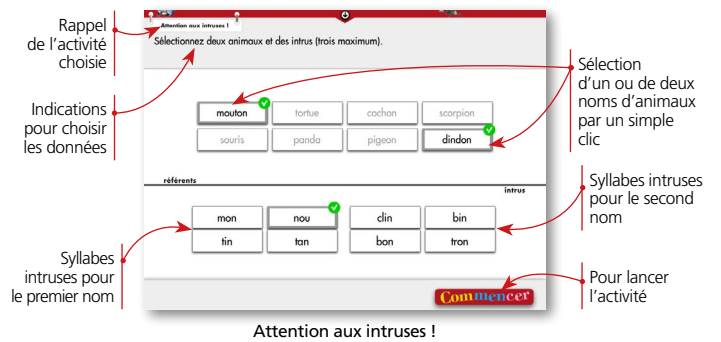 Rappel
de l'activité
choisie
Attention aux intruses !
Sélectionnez deux animaux et des intrus (trois maximum).
Indications
pour choisir
les données
Sélection
d'un ou de deux
noms d'animaux
par un simple
clic
mouton tortue cochon scorpion
souris panda pigeon dindon
référents
intrus
Syllabes intruses
pour le second
nom
mon nou clin bin
tin tan bon tron
Syllabes
intruses pour
le premier nom
Commencer
Pour lancer
l'activité
Attention aux intruses !